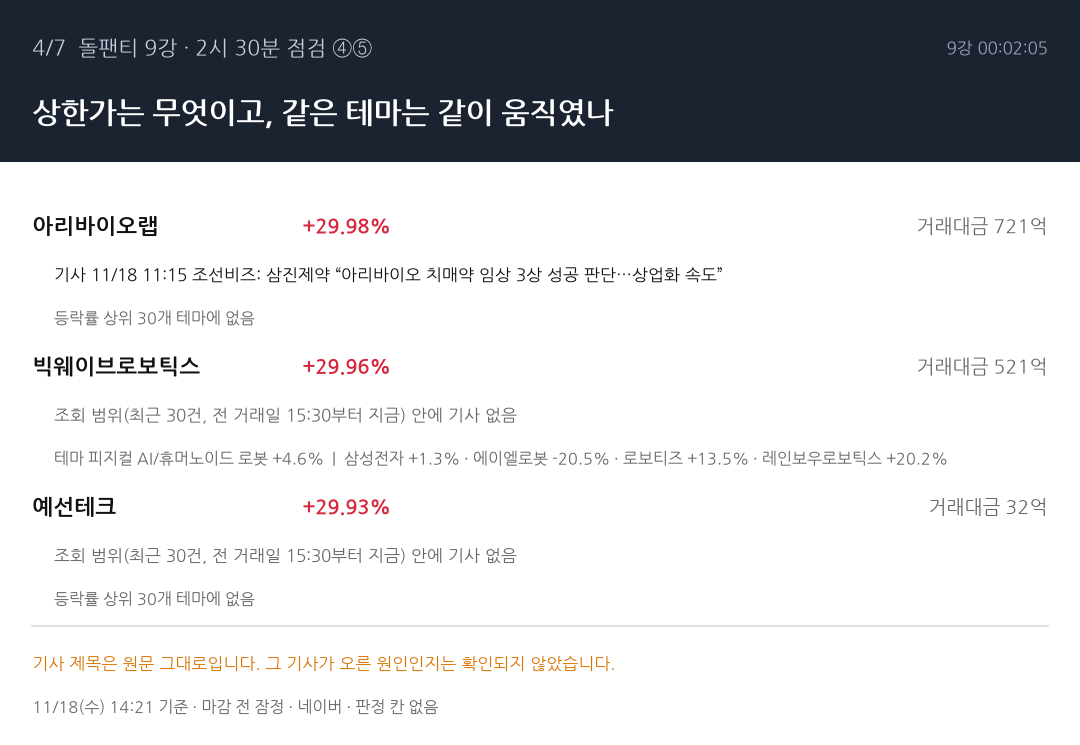 4/7 돌팬티 9강 · 2시 30분 점검 ④⑤
9강 00:02:05
상한가는 무엇이고, 같은 테마는 같이 움직였나
아리바이오랩 +29.98% 거래대금 721억
기사 11/18 11:15 조선비즈: 삼진제약 “아리바이오 치매약 임상 3상 성공 판단…상업화 속도”
등락률 상위 30개 테마에 없음
빅웨이브로보틱스 +29.96% 거래대금 521억
조회 범위(최근 30건, 전 거래일 15:30부터 지금) 안에 기사 없음
테마 피지컬 AI/휴머노이드 로봇 +4.6% | 삼성전자 +1.3% · 에이엘로봇 -20.5% · 로보티즈 +13.5% · 레인보우로보틱스 +20.2%
예선테크 +29.93% 거래대금 32억
조회 범위(최근 30건, 전 거래일 15:30부터 지금) 안에 기사 없음
등락률 상위 30개 테마에 없음
기사 제목은 원문 그대로입니다. 그 기사가 오른 원인인지는 확인되지 않았습니다.
11/18(수) 14:21 기준 · 마감 전 잠정 · 네이버 · 판정 칸 없음